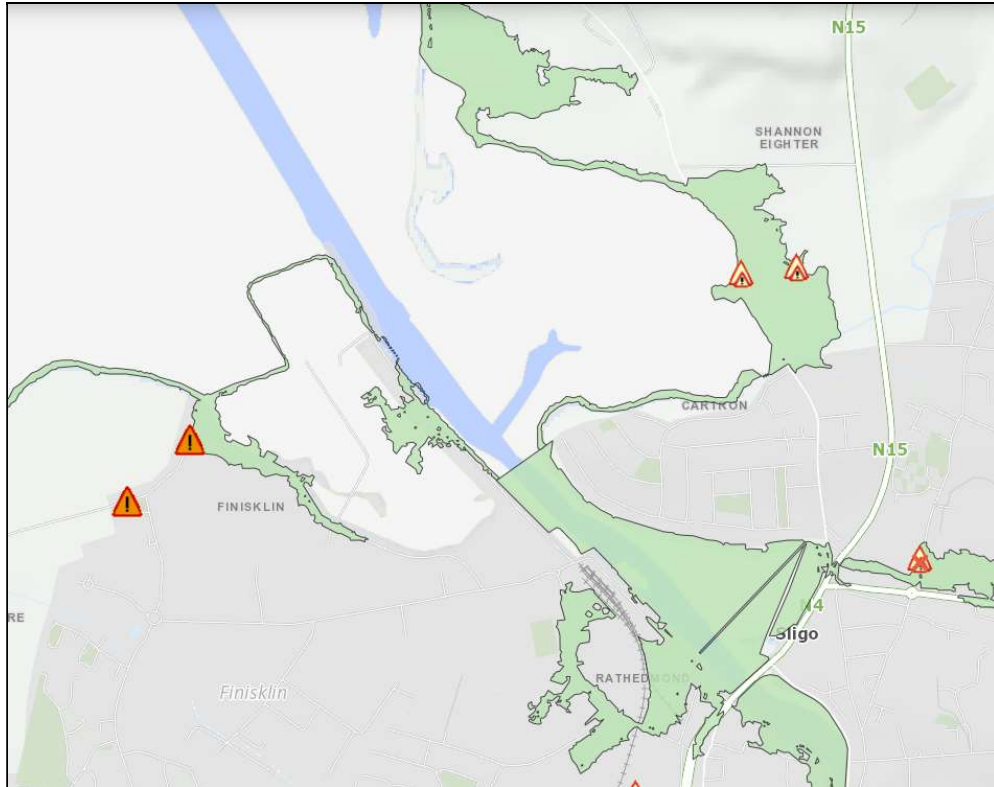 N15
SHANNON
EIGHTER
CARTRON
N15
FINISKLIN
N4
Sligo
RE
RATHEDMOND
Finisklin